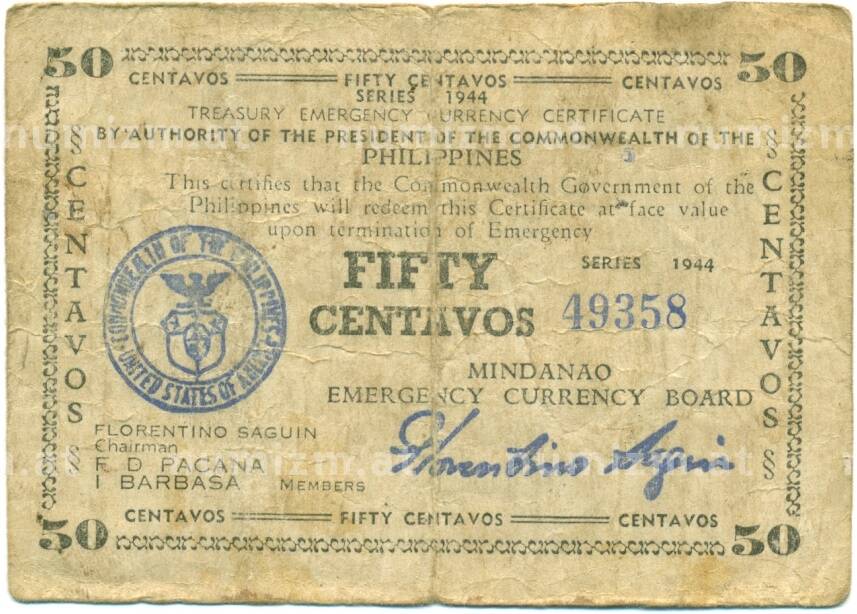 50 50
CENTAVOS FIFTY CENTAVOS CENTAVOS
SERIES 1944
TREASURY EMERGENCY CURRENCY CERTIFICATE
BY AUTHORITY OF THE PRESIDENT OF THE COMMONWEALTH OF THE
PHILIPPINES
This certifies that the Commonwealth Government of the
Philippines will redeem this Certificate at face value
upon termination of Emergency
§ CENTAVOS §
§ CENTAVOS §
COMMONWEALTH OF THE PHILIPPINES
UNITED STATES OF AMERICA
FIFTY SERIES 1944
CENTAVOS 49358
MINDANAO
EMERGENCY CURRENCY BOARD
FLORENTINO SAGUIN
Chairman
F D PACANA
I BARBASA MEMBERS
Florentino Saguin
CENTAVOS FIFTY CENTAVOS CENTAVOS
50 50